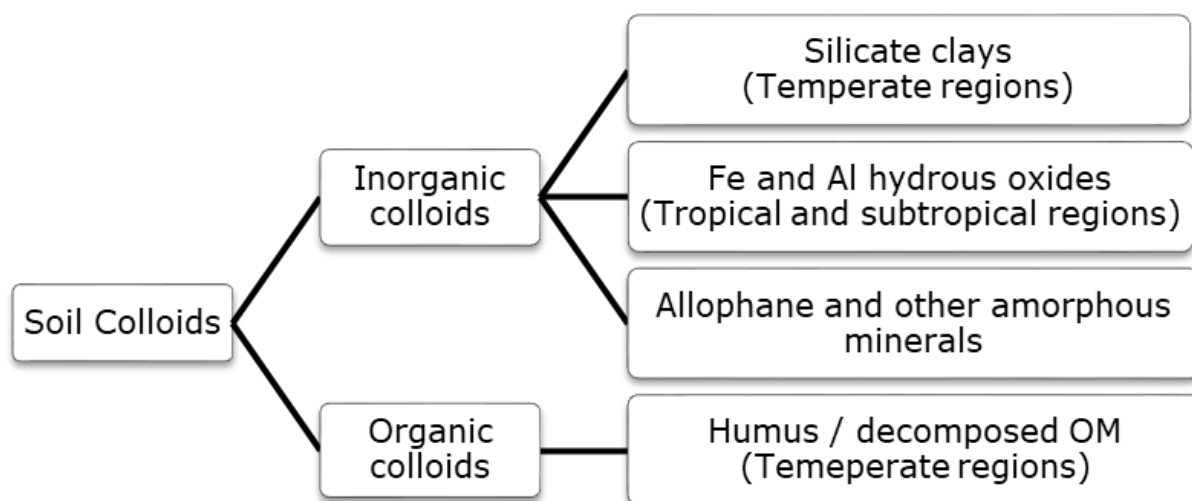 Soil Colloids
Inorganic
colloids
Silicate clays
(Temperate regions)
Fe and Al hydrous oxides
(Tropical and subtropical regions)
Allophane and other amorphous
minerals
Organic
colloids
Humus / decomposed OM
(Temeperate regions)